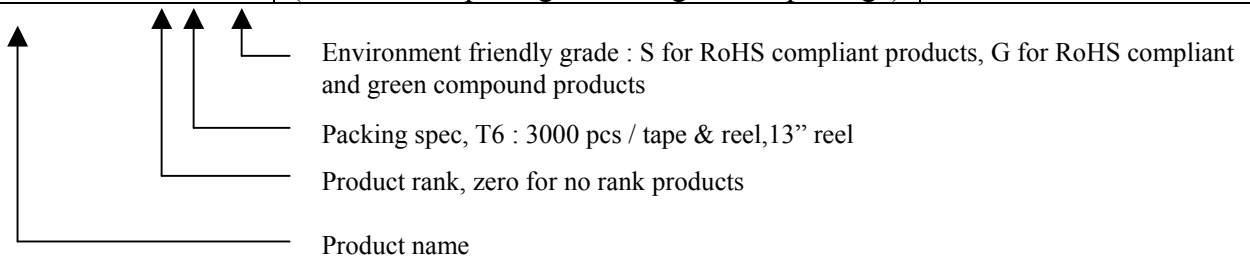 Environment friendly grade : S for RoHS compliant products, G for RoHS compliant
and green compound products
Packing spec, T6 : 3000 pcs / tape & reel,13” reel
Product rank, zero for no rank products
Product name